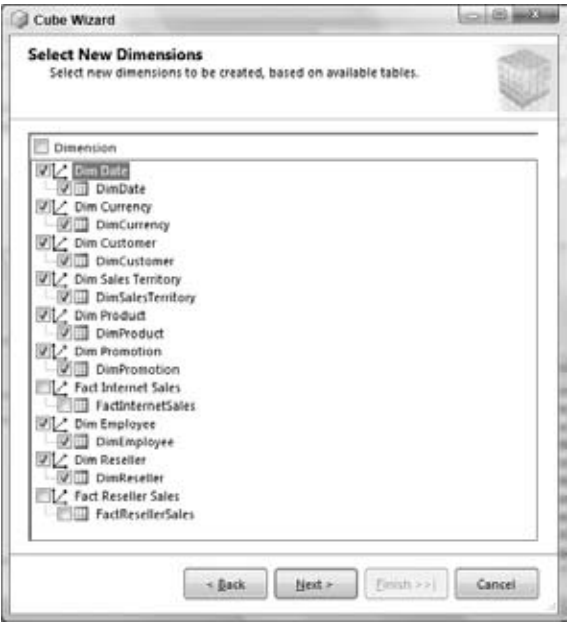 Cube Wizard
Select New Dimensions
Select new dimensions to be created, based on available tables.
Dimension
Dim Date
DimDate
Dim Currency
DimCurrency
Dim Customer
DimCustomer
Dim Sales Territory
DimSalesTerritory
Dim Product
DimProduct
Dim Promotion
DimPromotion
Fact Internet Sales
FactInternetSales
Dim Employee
DimEmployee
Dim Reseller
DimReseller
Fact Reseller Sales
FactResellerSales
< Back Next > Finish >>| Cancel